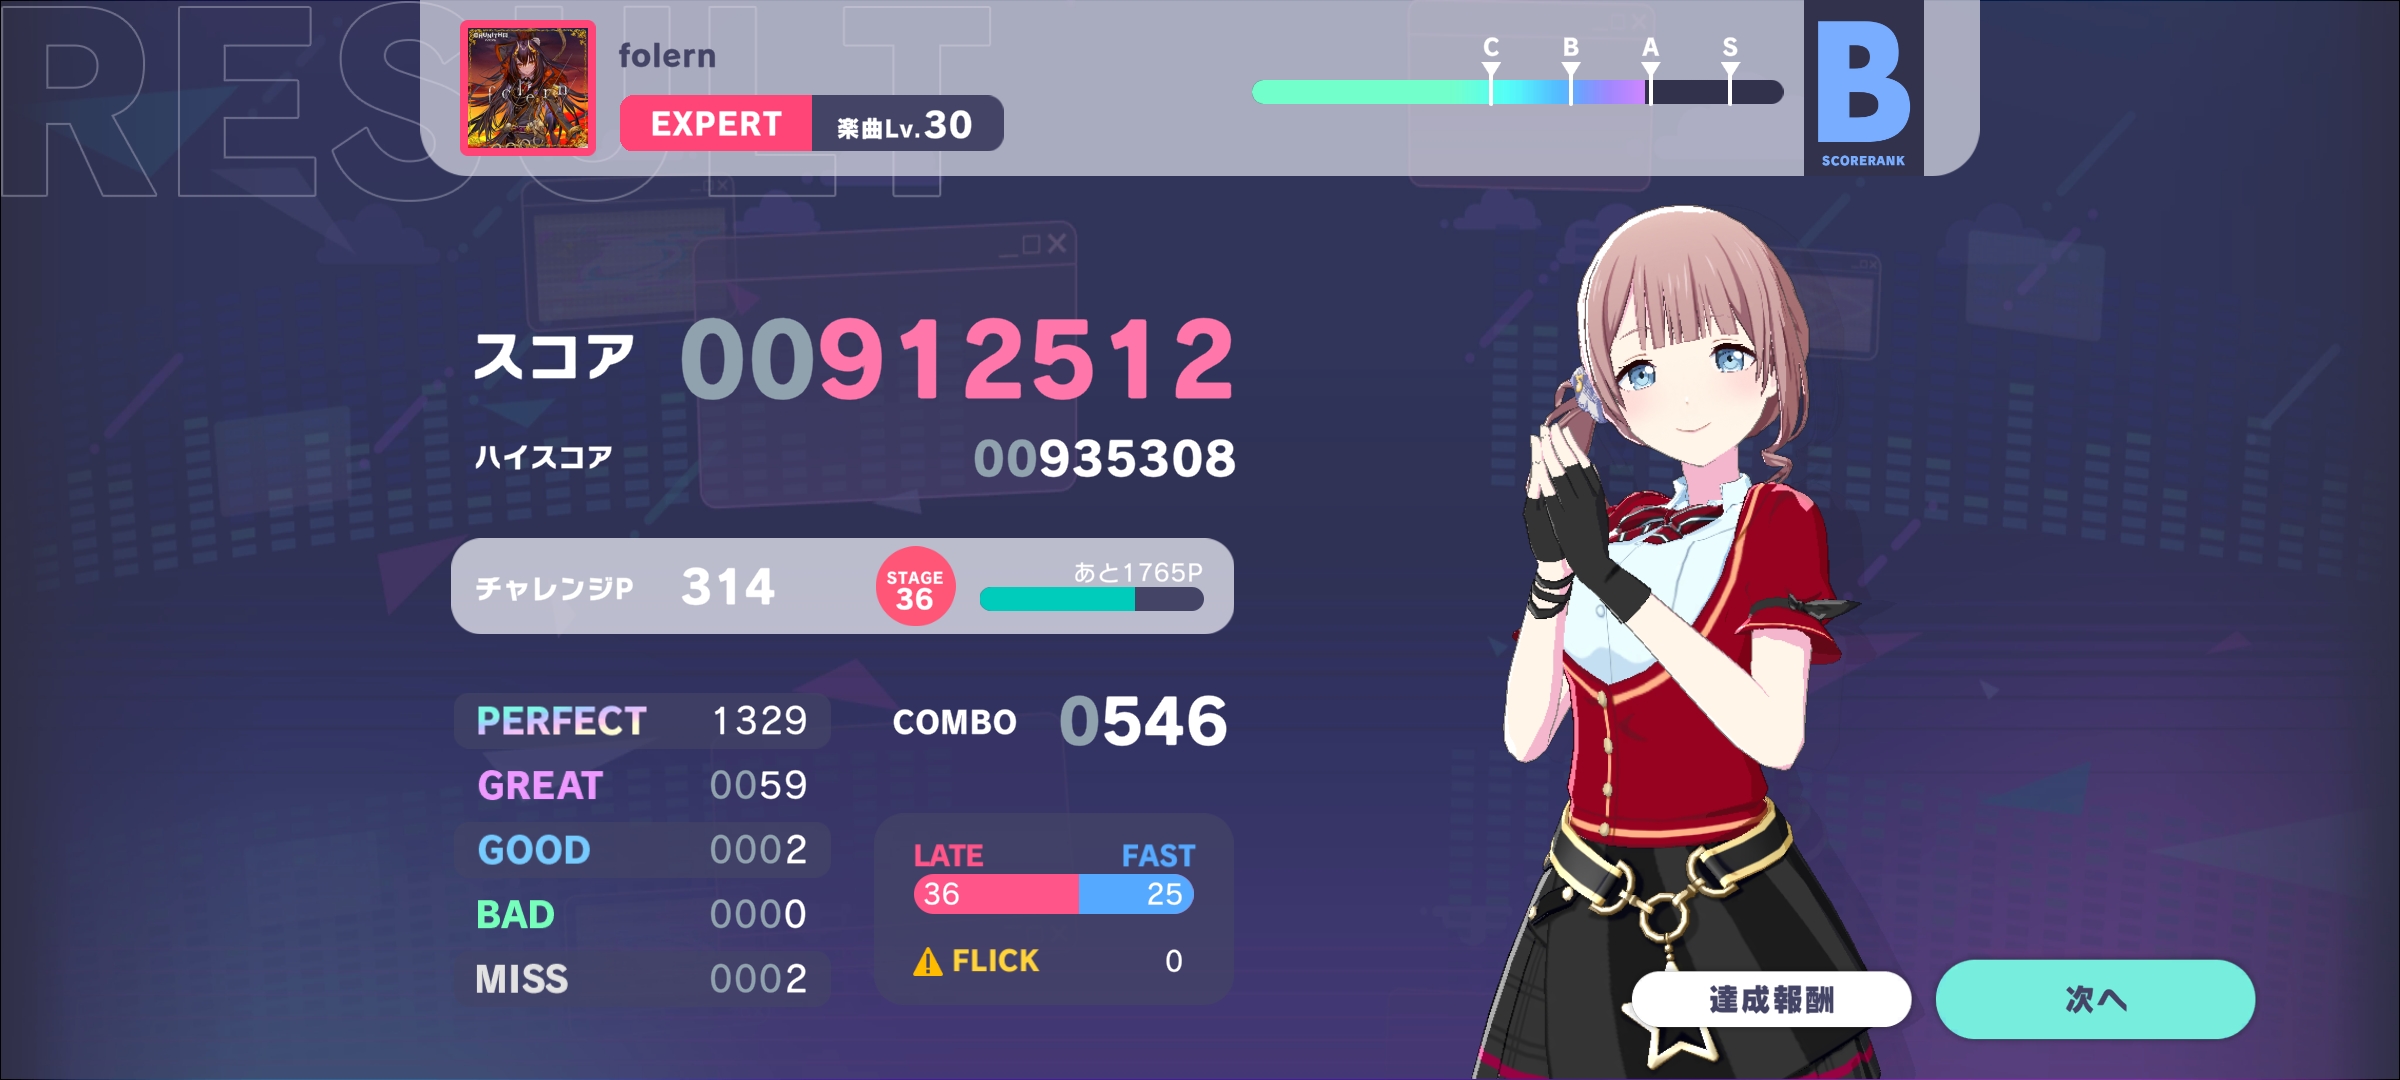 RESULT
CHUNITHM
folern
folern
EXPERT 楽曲Lv.30
C B A S
B
SCORERANK
スコア 00912512
ハイスコア 00935308
チャレンジP 314
STAGE
36
あと1765P
PERFECT 1329
COMBO 0546
GREAT 0059
GOOD 0002
BAD 0000
MISS 0002
LATE FAST
36 25
FLICK 0
達成報酬
次へ